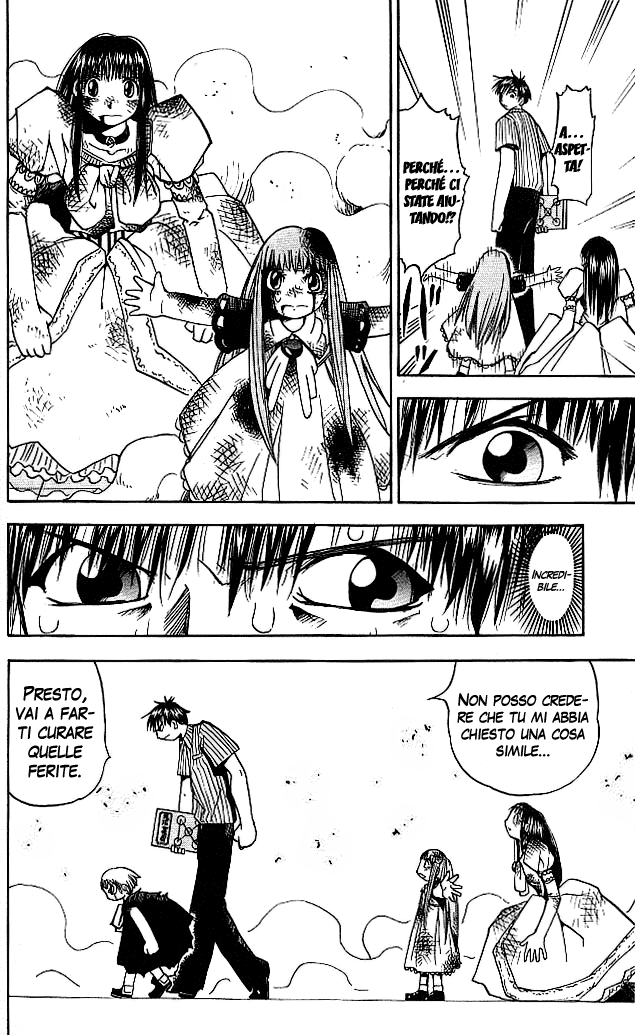 A...
ASPET-
TA!
PERCHÉ...
PERCHÉ CI
STATE AIU-
TANDO!?
INCREDI-
BILE...
NON POSSO CREDE-
RE CHE TU MI ABBIA
CHIESTO UNA COSA
SIMILE...
PRESTO,
VAI A FAR-
TI CURARE
QUELLE
FERITE.